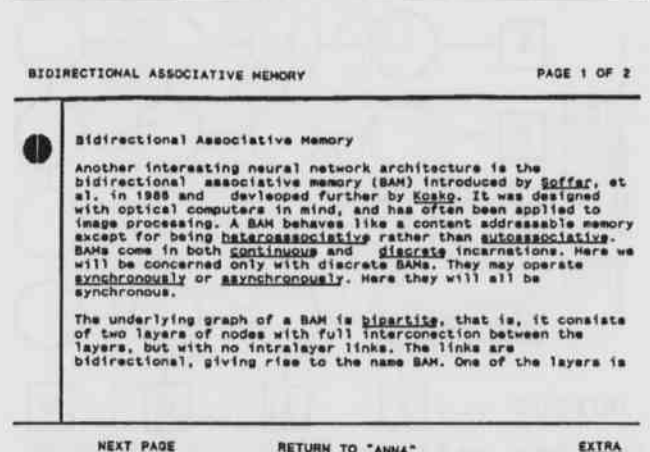 BIDIRECTIONAL ASSOCIATIVE MEMORY PAGE 1 OF 2
Bidirectional Associative Memory
Another interesting neural network architecture is the
bidirectional associative memory (BAM) introduced by Soffer, et
al. in 1986 and devleoped further by Kosko. It was designed
with optical computers in mind, and has often been applied to
image processing. A BAM behaves like a content addressable memory
except for being heteroassociative rather than autoassociative.
BAMs come in both continuous and discrete incarnations. Here we
will be concerned only with discrete BAMs. They may operate
synchronously or asynchronously. Here they will all be
synchronous.
The underlying graph of a BAM is bipartite, that is, it consists
of two layers of nodes with full interconection between the
layers, but with no intralayer links. The links are
bidirectional, giving rise to the name BAM. One of the layers is
NEXT PAGE RETURN TO "ANNA" EXTRA